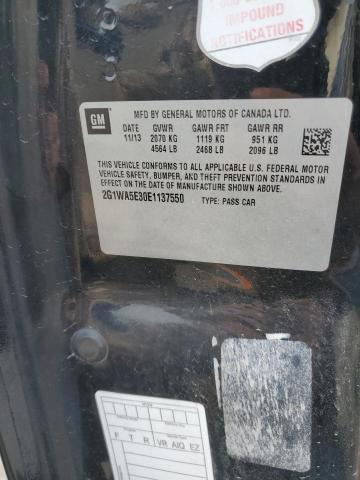 IMPOUND
NOTIFICATIONS
GM
MFD BY GENERAL MOTORS OF CANADA LTD.
DATE GVWR GAWR FRT GAWR RR
11/13 2070 KG 1119 KG 951 KG
4564 LB 2468 LB 2096 LB
THIS VEHICLE CONFORMS TO ALL APPLICABLE U.S. FEDERAL MOTOR
VEHICLE SAFETY, BUMPER, AND THEFT PREVENTION STANDARDS IN
EFFECT ON THE DATE OF MANUFACTURE SHOWN ABOVE.
2G1WA5E30E1137550 TYPE: PASS CAR
F T R VR AIQ EZ